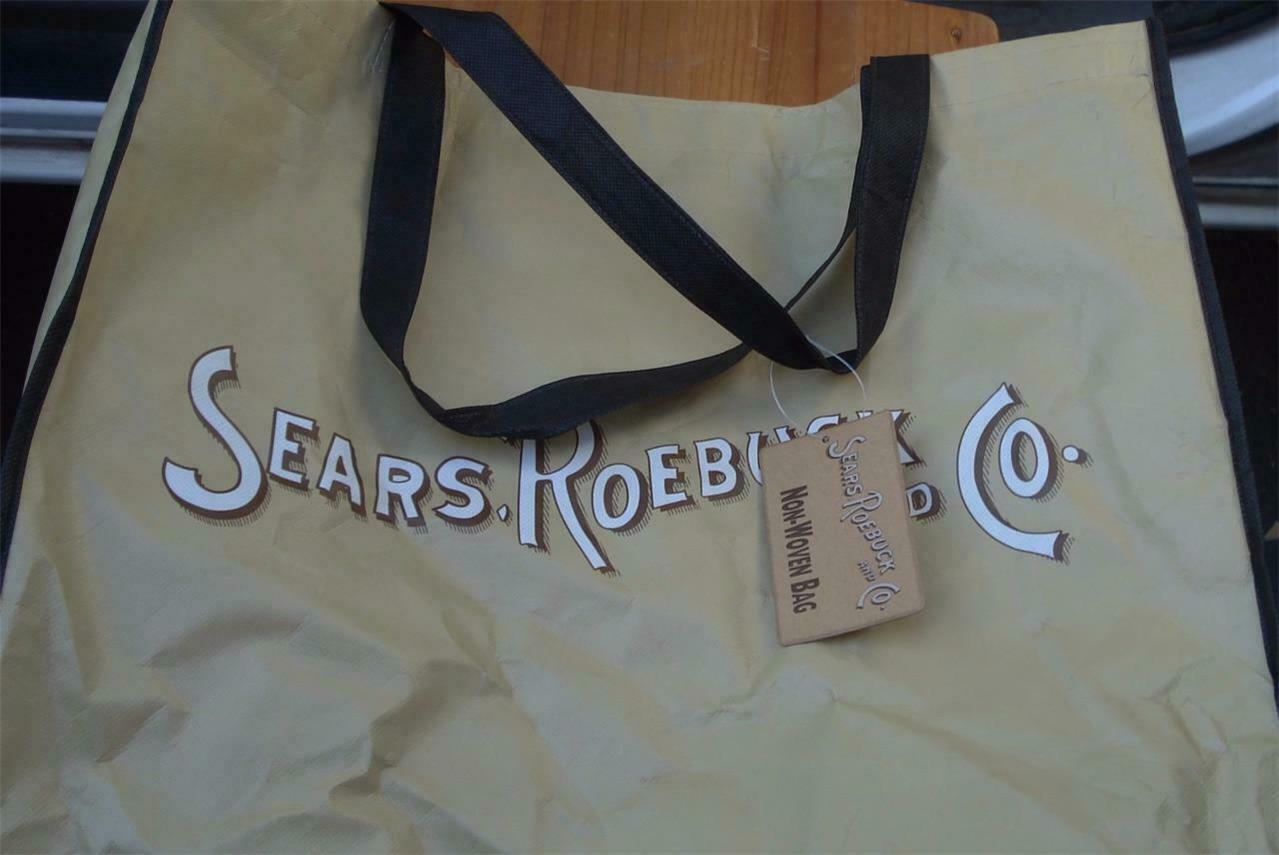 SEARS, ROEBUCK Co.
SEARS ROEBUCK AND Co.
NON-WOVEN BAG